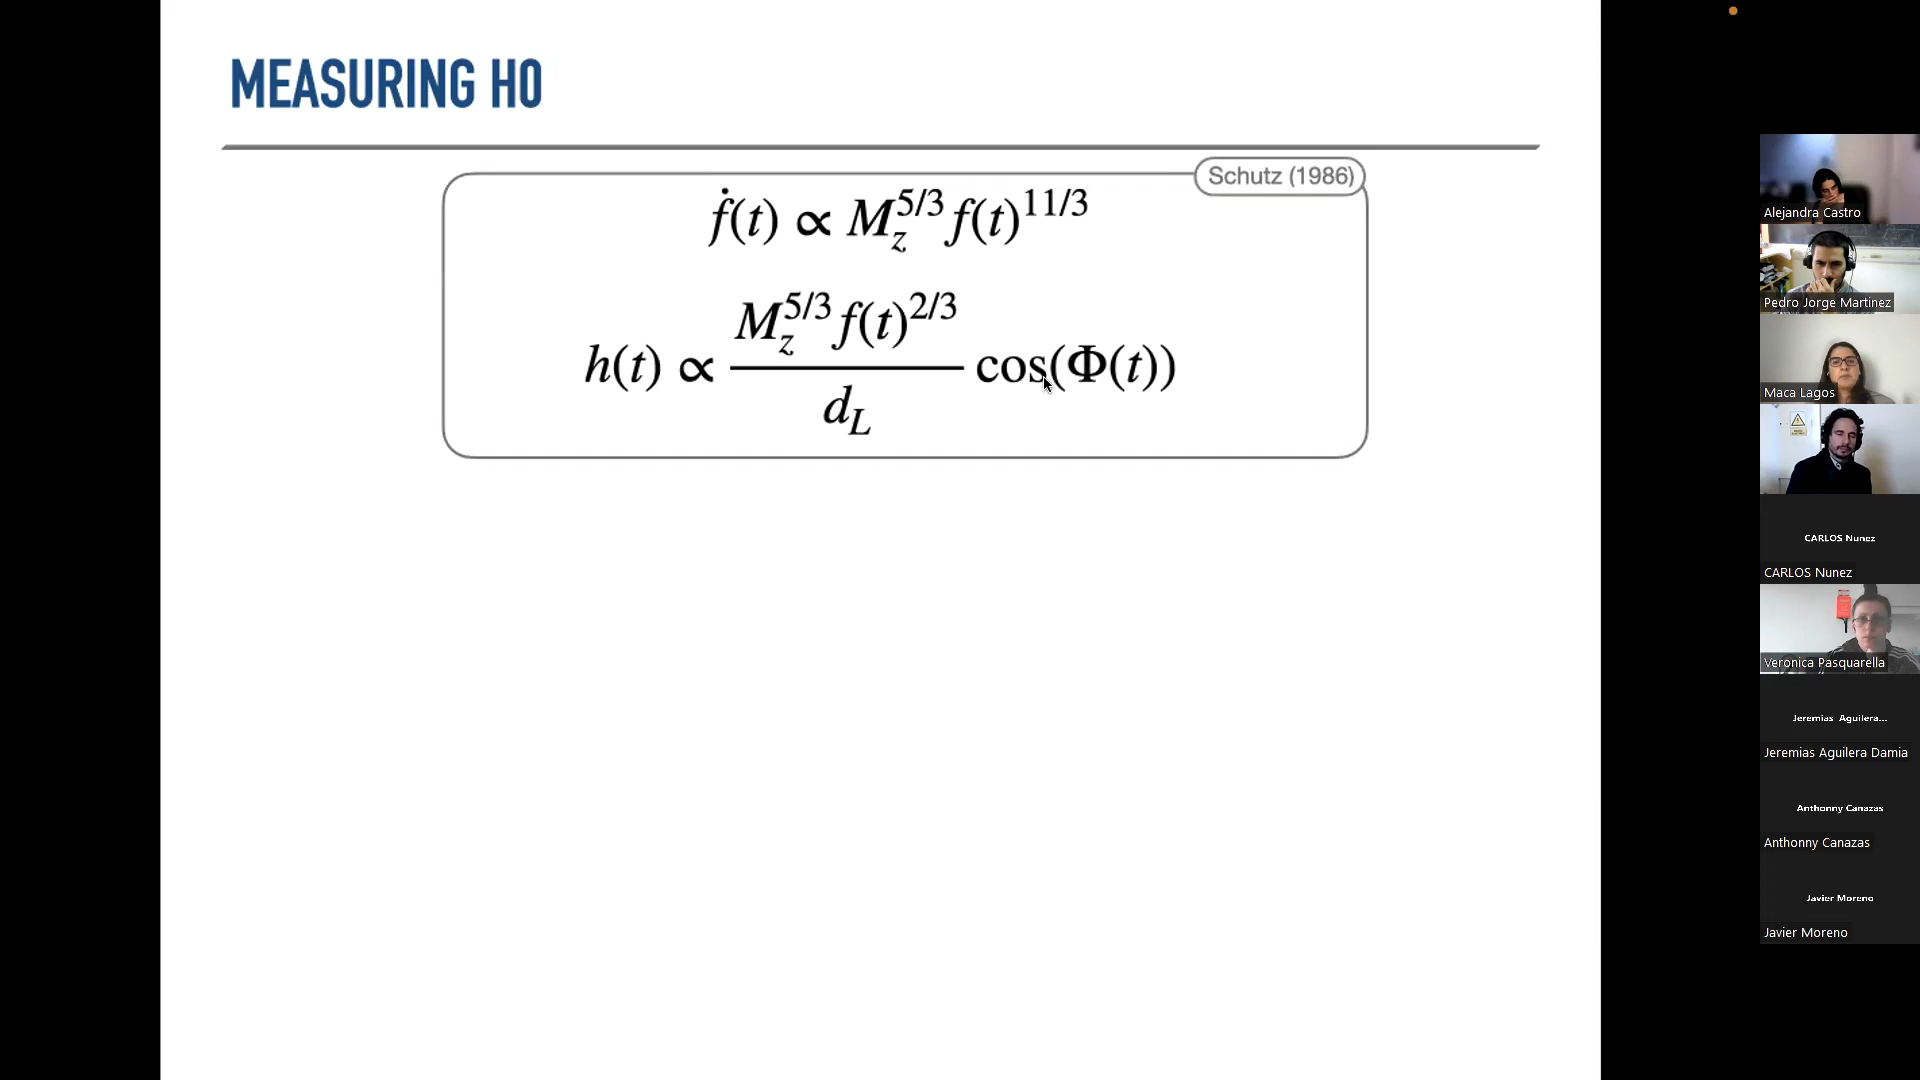 MEASURING H0
Schutz (1986)
ḟ(t) ∝ M_z^{5/3} f(t)^{11/3}
h(t) ∝ \frac{M_z^{5/3} f(t)^{2/3}}{d_L} cos(Φ(t))
Alejandra Castro
Pedro Jorge Martinez
Maca Lagos
CARLOS Nunez
CARLOS Nunez
Veronica Pasquarella
Jeremias Aguilera...
Jeremias Aguilera Damia
Anthonny Canazas
Anthonny Canazas
Javier Moreno
Javier Moreno